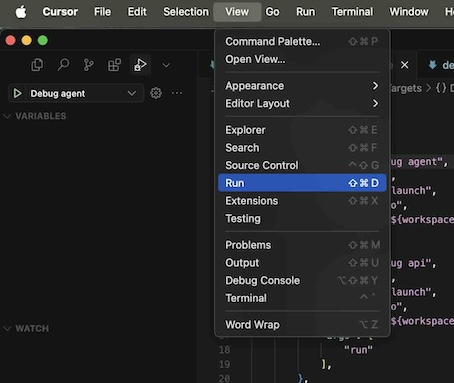 Cursor File Edit Selection View Go Run Terminal Window H
Command Palette... ⇧⌘P
Open View...
Appearance >
Editor Layout >
Explorer ⇧⌘E
Search ⇧⌘F
Source Control ⌃⇧G
Run ⇧⌘D
Extensions ⇧⌘X
Testing
Problems ⇧⌘M
Output ⇧⌘U
Debug Console ⌥⇧⌘Y
Terminal ⌃`
Word Wrap ⌥Z
Debug agent
VARIABLES
WATCH
de
Targets > {} D
ug agent",
,
launch",
o",
${workspace
ug api",
,
launch",
o",
${workspace
18 "run"
19 ],
20 },